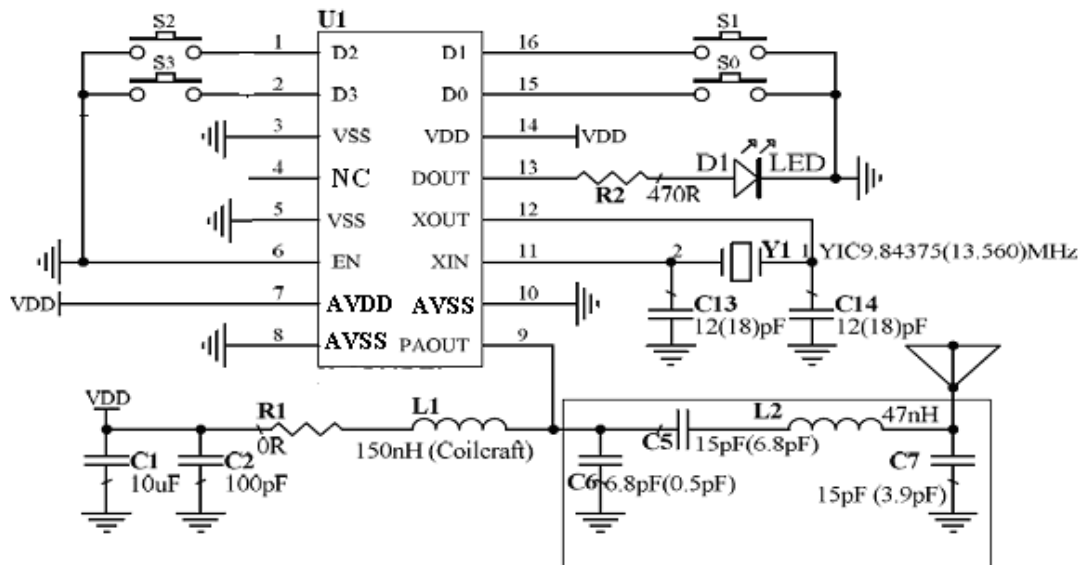 U1
S2
S1
1
D2
D1
16
S3
S0
2
D3
D0
15
3
VSS
VDD
14
VDD
4
NC
DOUT
13
R2
470R
D1
LED
5
VSS
XOUT
12
6
EN
XIN
11
2
Y1
1
YIC9.84375(13.560)MHz
VDD
7
AVDD
AVSS
10
C13
12(18)pF
C14
12(18)pF
8
AVSS
PAOUT
9
VDD
R1
0R
L1
150nH (Coilcraft)
C5
15pF(6.8pF)
L2
47nH
C1
10uF
C2
100pF
C6
6.8pF(0.5pF)
C7
15pF (3.9pF)